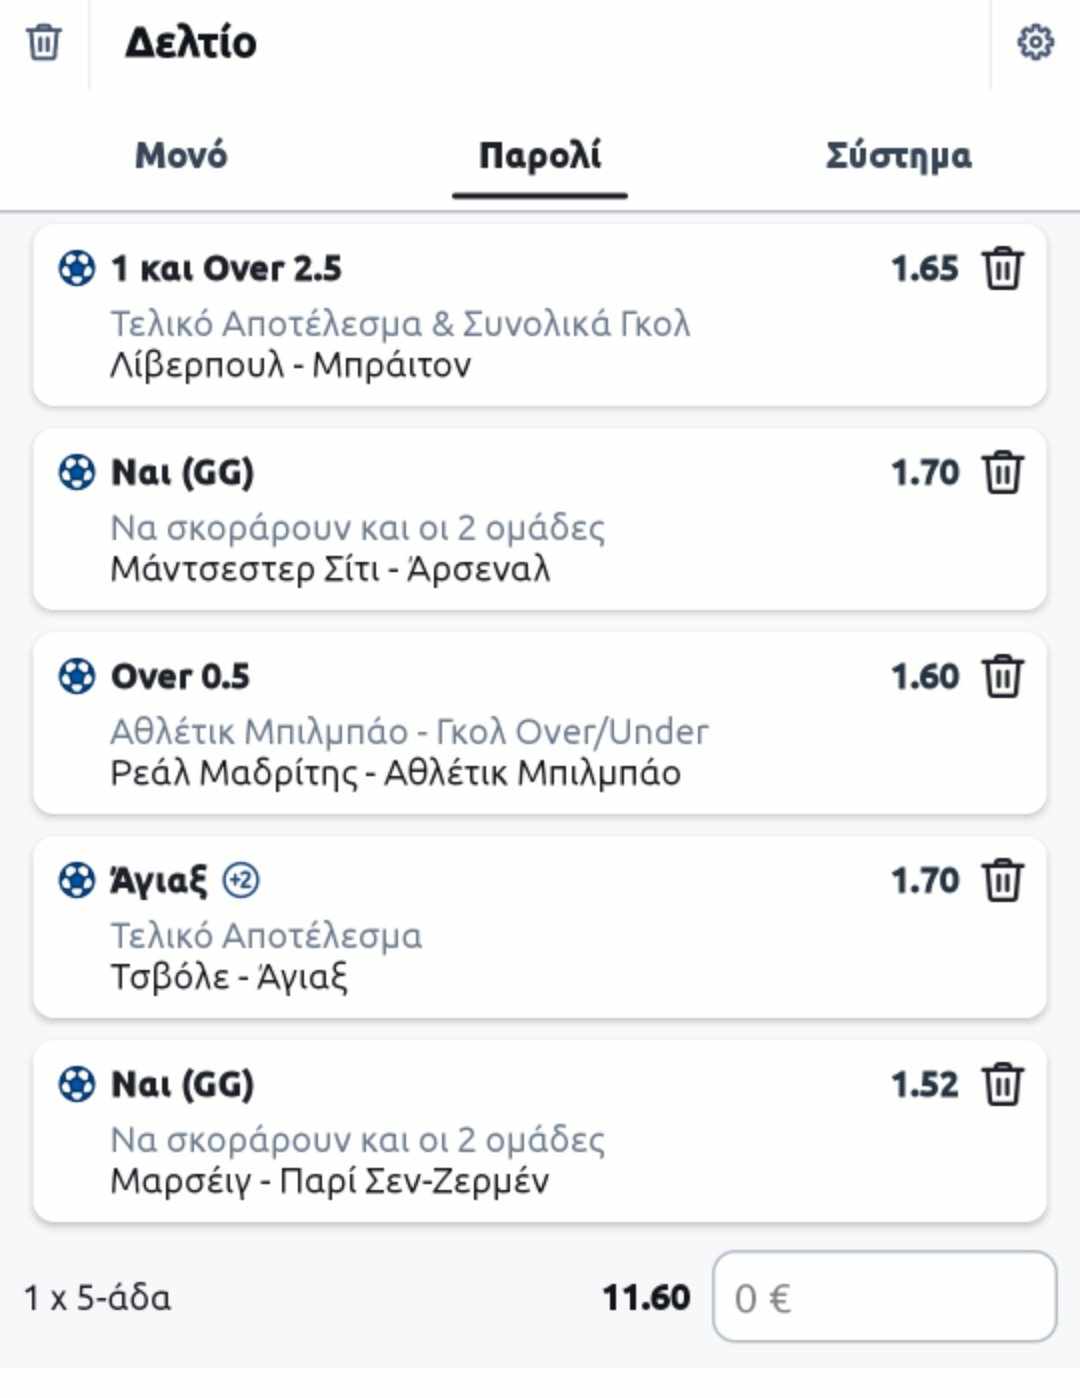 Δελτίο
Μονό Παρολί Σύστημα
1 και Over 2.5 1.65
Τελικό Αποτέλεσμα & Συνολικά Γκολ
Λίβερπουλ - Μπράιτον
Ναι (GG) 1.70
Να σκοράρουν και οι 2 ομάδες
Μάντσεστερ Σίτι - Άρσεναλ
Over 0.5 1.60
Αθλέτικ Μπιλμπάο - Γκολ Over/Under
Ρεάλ Μαδρίτης - Αθλέτικ Μπιλμπάο
Άγιαξ +2 1.70
Τελικό Αποτέλεσμα
Τσβόλε - Άγιαξ
Ναι (GG) 1.52
Να σκοράρουν και οι 2 ομάδες
Μαρσέιγ - Παρί Σεν-Ζερμέν
1 x 5-άδα 11.60 0 €